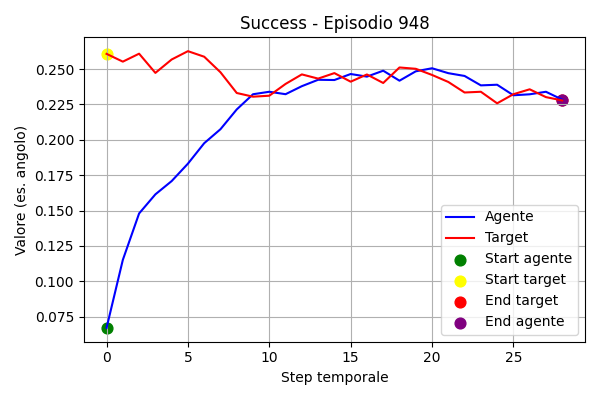 Success - Episodio 948
Valore (es. angolo)
0.250
0.225
0.200
0.175
0.150
0.125
0.100
0.075
0 5 10 15 20 25
Step temporale
Agente
Target
Start agente
Start target
End target
End agente